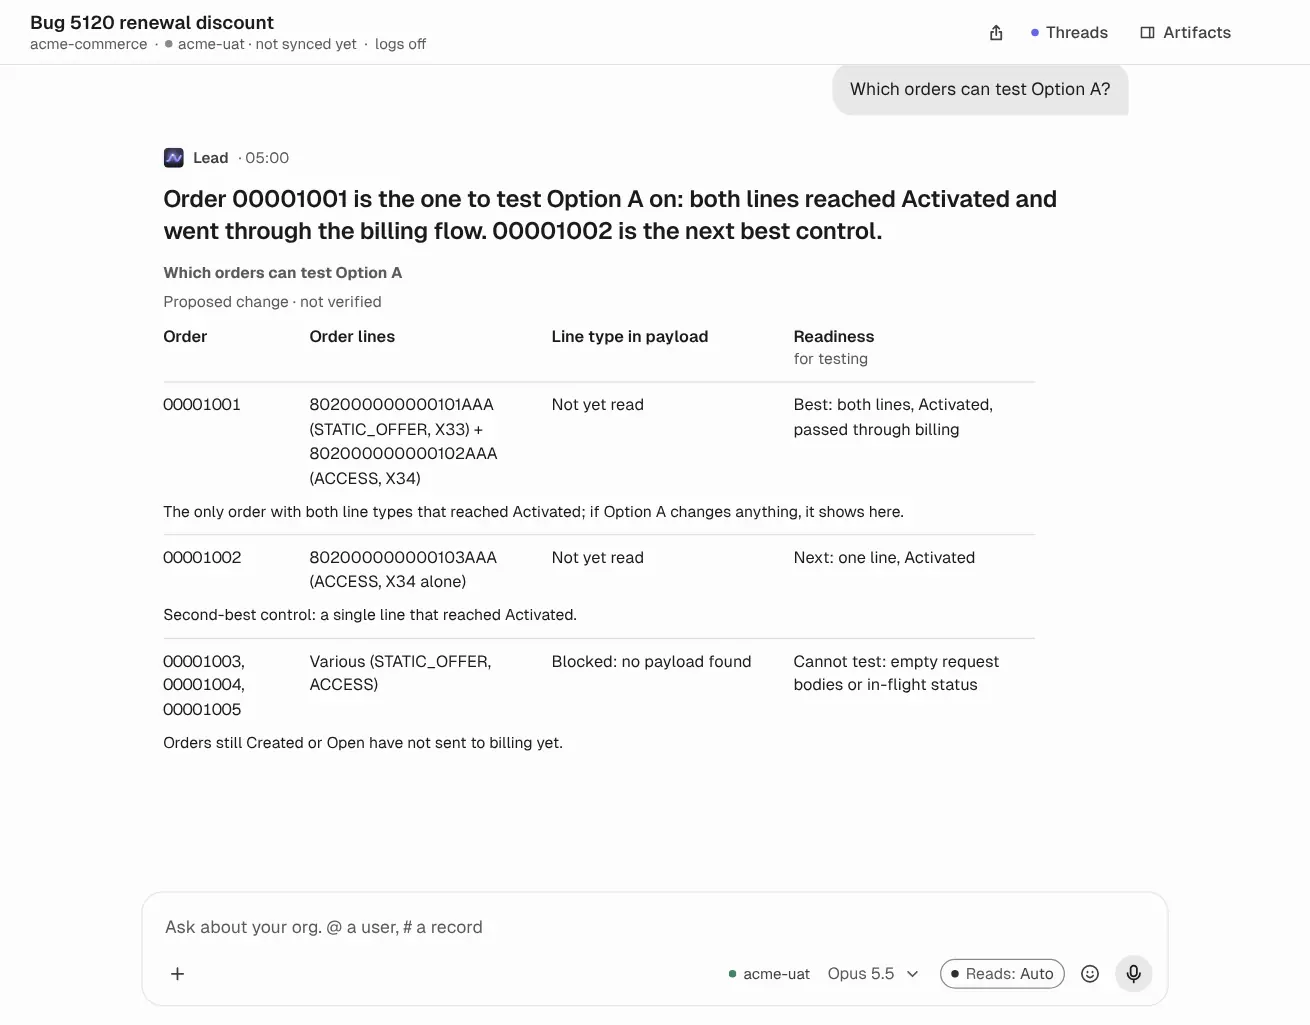 Bug 5120 renewal discount
acme-commerce · acme-uat · not synced yet · logs off
Threads
Artifacts
Which orders can test Option A?
Lead · 05:00
Order 00001001 is the one to test Option A on: both lines reached Activated and
went through the billing flow. 00001002 is the next best control.
Which orders can test Option A
Proposed change · not verified
Order
Order lines
Line type in payload
Readiness
for testing
00001001
802000000000101AAA
(STATIC_OFFER, X33) +
802000000000102AAA
(ACCESS, X34)
Not yet read
Best: both lines, Activated,
passed through billing
The only order with both line types that reached Activated; if Option A changes anything, it shows here.
00001002
802000000000103AAA
(ACCESS, X34 alone)
Not yet read
Next: one line, Activated
Second-best control: a single line that reached Activated.
00001003,
00001004,
00001005
Various (STATIC_OFFER,
ACCESS)
Blocked: no payload found
Cannot test: empty request
bodies or in-flight status
Orders still Created or Open have not sent to billing yet.
Ask about your org. @ a user, # a record
acme-uat
Opus 5.5
Reads: Auto